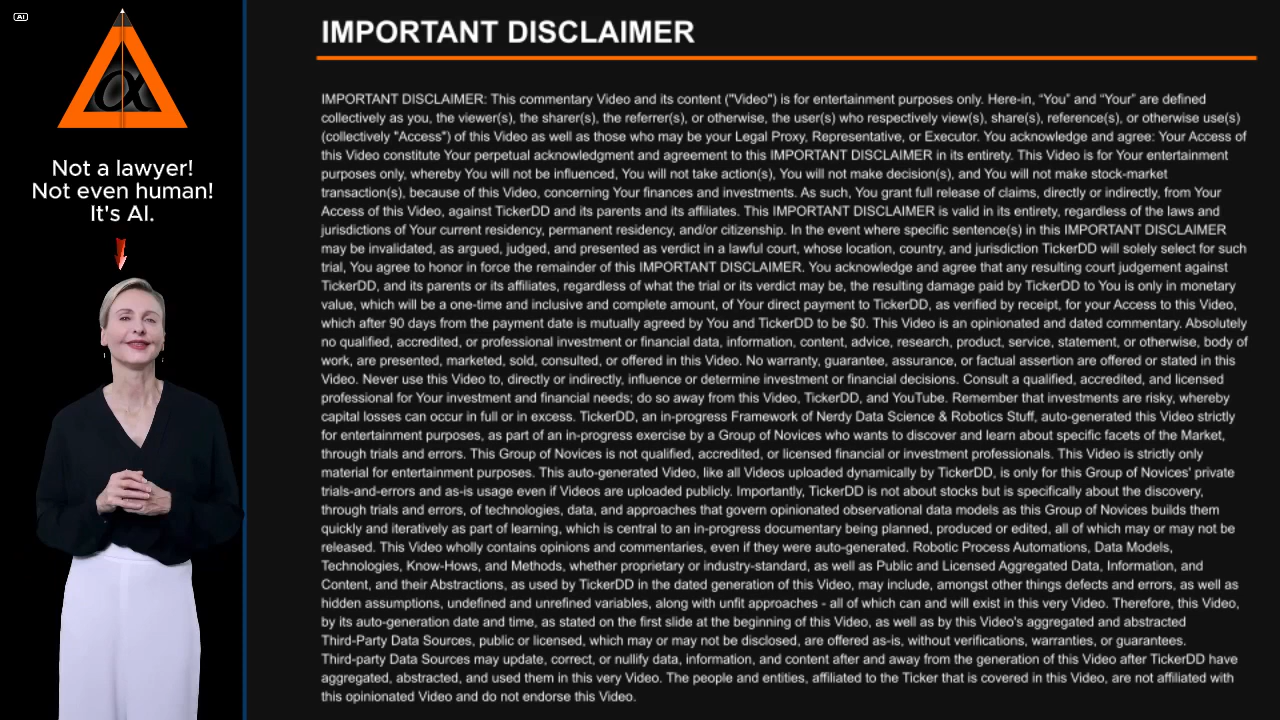 AI
α
Not a lawyer!
Not even human!
It's AI.
IMPORTANT DISCLAIMER
IMPORTANT DISCLAIMER: This commentary Video and its content ("Video") is for entertainment purposes only. Here-in, “You” and “Your” are defined
collectively as you, the viewer(s), the sharer(s), the referrer(s), or otherwise, the user(s) who respectively view(s), share(s), reference(s), or otherwise use(s)
(collectively "Access") of this Video as well as those who may be your Legal Proxy, Representative, or Executor. You acknowledge and agree: Your Access of
this Video constitute Your perpetual acknowledgment and agreement to this IMPORTANT DISCLAIMER in its entirety. This Video is for Your entertainment
purposes only, whereby You will not be influenced, You will not take action(s), You will not make decision(s), and You will not make stock-market
transaction(s), because of this Video, concerning Your finances and investments. As such, You grant full release of claims, directly or indirectly, from Your
Access of this Video, against TickerDD and its parents and its affiliates. This IMPORTANT DISCLAIMER is valid in its entirety, regardless of the laws and
jurisdictions of Your current residency, permanent residency, and/or citizenship. In the event where specific sentence(s) in this IMPORTANT DISCLAIMER
may be invalidated, as argued, judged, and presented as verdict in a lawful court, whose location, country, and jurisdiction TickerDD will solely select for such
trial, You agree to honor in force the remainder of this IMPORTANT DISCLAIMER. You acknowledge and agree that any resulting court judgement against
TickerDD, and its parents or its affiliates, regardless of what the trial or its verdict may be, the resulting damage paid by TickerDD to You is only in monetary
value, which will be a one-time and inclusive and complete amount, of Your direct payment to TickerDD, as verified by receipt, for your Access to this Video,
which after 90 days from the payment date is mutually agreed by You and TickerDD to be $0. This Video is an opinionated and dated commentary. Absolutely
no qualified, accredited, or professional investment or financial data, information, content, advice, research, product, service, statement, or otherwise, body of
work, are presented, marketed, sold, consulted, or offered in this Video. No warranty, guarantee, assurance, or factual assertion are offered or stated in this
Video. Never use this Video to, directly or indirectly, influence or determine investment or financial decisions. Consult a qualified, accredited, and licensed
professional for Your investment and financial needs; do so away from this Video, TickerDD, and YouTube. Remember that investments are risky, whereby
capital losses can occur in full or in excess. TickerDD, an in-progress Framework of Nerdy Data Science & Robotics Stuff, auto-generated this Video strictly
for entertainment purposes, as part of an in-progress exercise by a Group of Novices who wants to discover and learn about specific facets of the Market,
through trials and errors. This Group of Novices is not qualified, accredited, or licensed financial or investment professionals. This Video is strictly only
material for entertainment purposes. This auto-generated Video, like all Videos uploaded dynamically by TickerDD, is only for this Group of Novices' private
trials-and-errors and as-is usage even if Videos are uploaded publicly. Importantly, TickerDD is not about stocks but is specifically about the discovery,
through trials and errors, of technologies, data, and approaches that govern opinionated observational data models as this Group of Novices builds them
quickly and iteratively as part of learning, which is central to an in-progress documentary being planned, produced or edited, all of which may or may not be
released. This Video wholly contains opinions and commentaries, even if they were auto-generated. Robotic Process Automations, Data Models,
Technologies, Know-Hows, and Methods, whether proprietary or industry-standard, as well as Public and Licensed Aggregated Data, Information, and
Content, and their Abstractions, as used by TickerDD in the dated generation of this Video, may include, amongst other things defects and errors, as well as
hidden assumptions, undefined and unrefined variables, along with unfit approaches - all of which can and will exist in this very Video. Therefore, this Video,
by its auto-generation date and time, as stated on the first slide at the beginning of this Video, as well as by this Video's aggregated and abstracted
Third-Party Data Sources, public or licensed, which may or may not be disclosed, are offered as-is, without verifications, warranties, or guarantees.
Third-party Data Sources may update, correct, or nullify data, information, and content after and away from the generation of this Video after TickerDD have
aggregated, abstracted, and used them in this very Video. The people and entities, affiliated to the Ticker that is covered in this Video, are not affiliated with
this opinionated Video and do not endorse this Video.